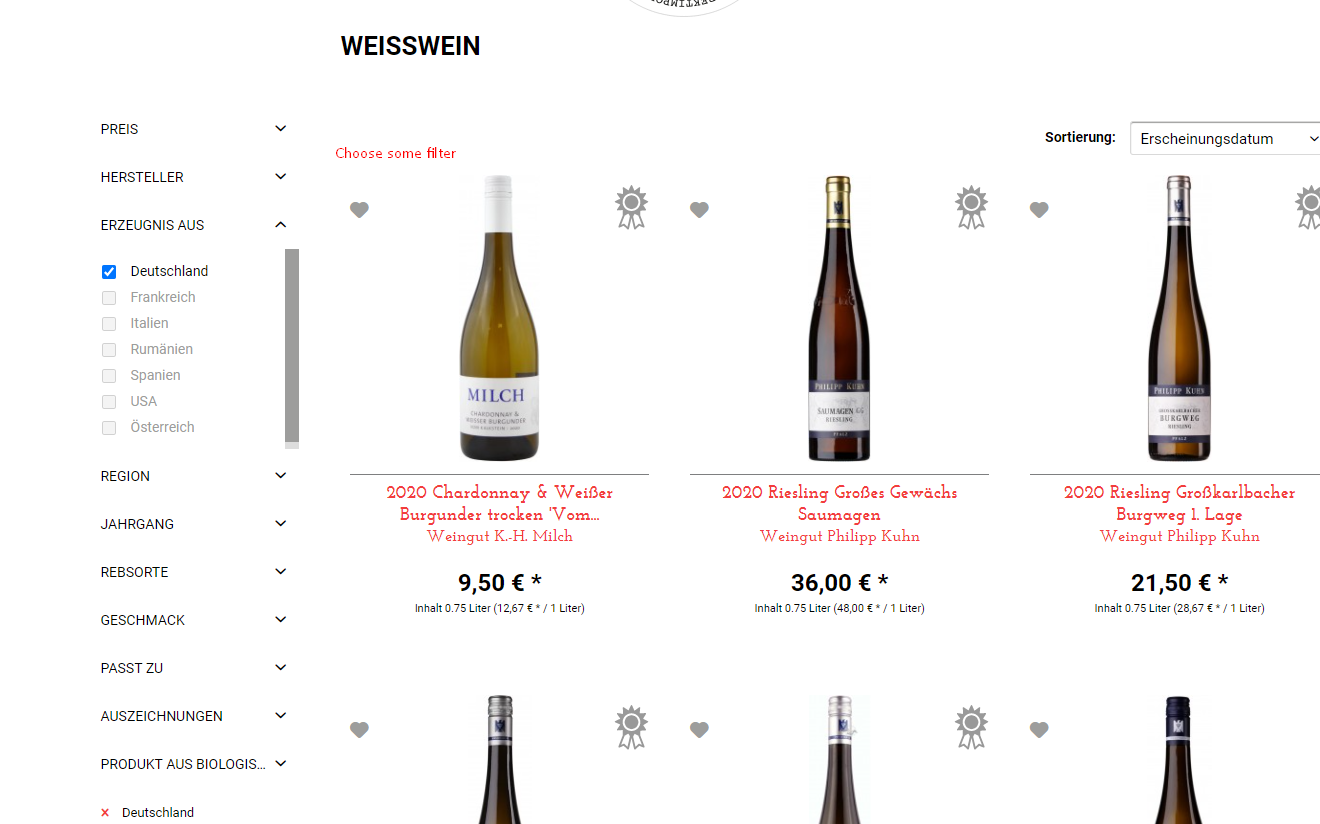 WEISSWEIN
PREIS
HERSTELLER
ERZEUGNIS AUS
Deutschland
Frankreich
Italien
Rumänien
Spanien
USA
Österreich
REGION
JAHRGANG
REBSORTE
GESCHMACK
PASST ZU
AUSZEICHNUNGEN
PRODUKT AUS BIOLOGIS...
x Deutschland
Sortierung: Erscheinungsdatum
Choose some filter
MILCH
CHARDONNAY &
WEISSER BURGUNDER
2020 Chardonnay & Weißer
Burgunder trocken "Vom...
Weingut K.-H. Milch
9,50 € *
Inhalt 0.75 Liter (12,67 € * / 1 Liter)
PHILIPP KUHN
SAUMAGEN GG
RIESLING
PFALZ
2020 Riesling Großes Gewächs
Saumagen
Weingut Philipp Kuhn
36,00 € *
Inhalt 0.75 Liter (48,00 € * / 1 Liter)
PHILIPP KUHN
BURGWEG
RIESLING
PFALZ
2020 Riesling Großkarlbacher
Burgweg 1. Lage
Weingut Philipp Kuhn
21,50 € *
Inhalt 0.75 Liter (28,67 € * / 1 Liter)